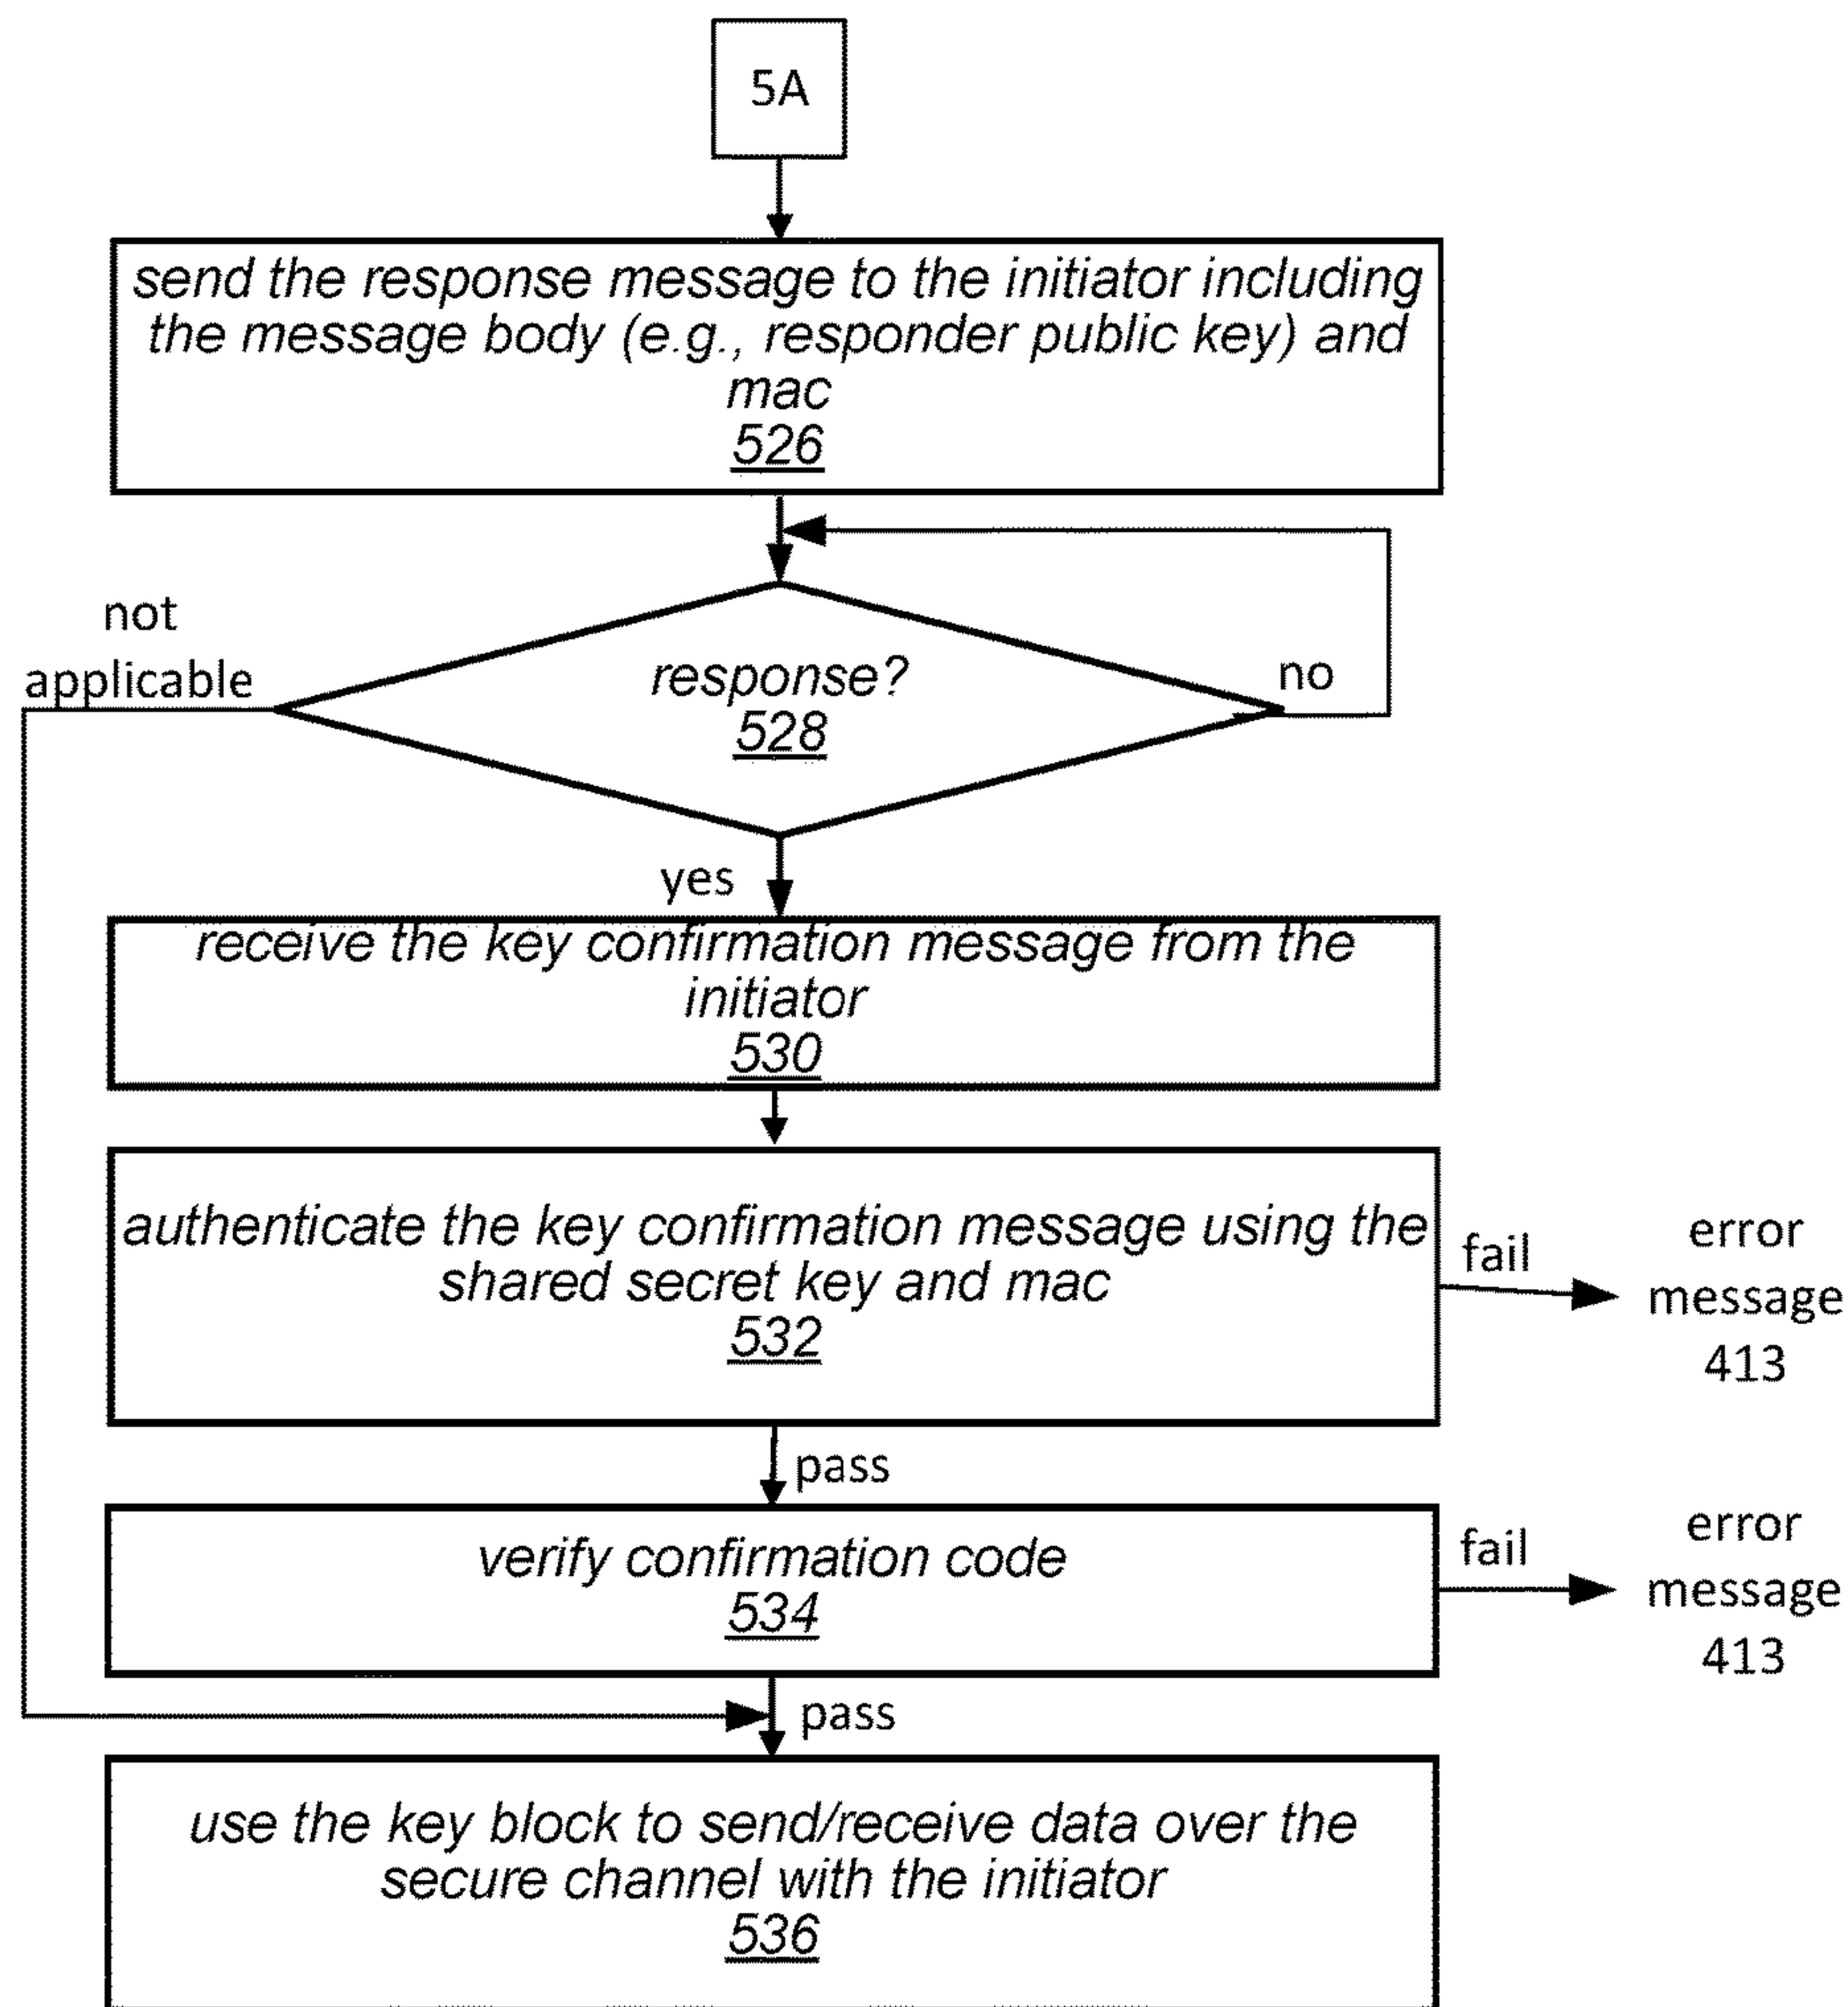 5A
send the response message to the initiator including
the message body (e.g., responder public key) and
mac
526
not
applicable
response?
528
no
yes
receive the key confirmation message from the
initiator
530
authenticate the key confirmation message using the
shared secret key and mac
532
fail
error
message
413
pass
verify confirmation code
534
fail
error
message
413
pass
use the key block to send/receive data over the
secure channel with the initiator
536